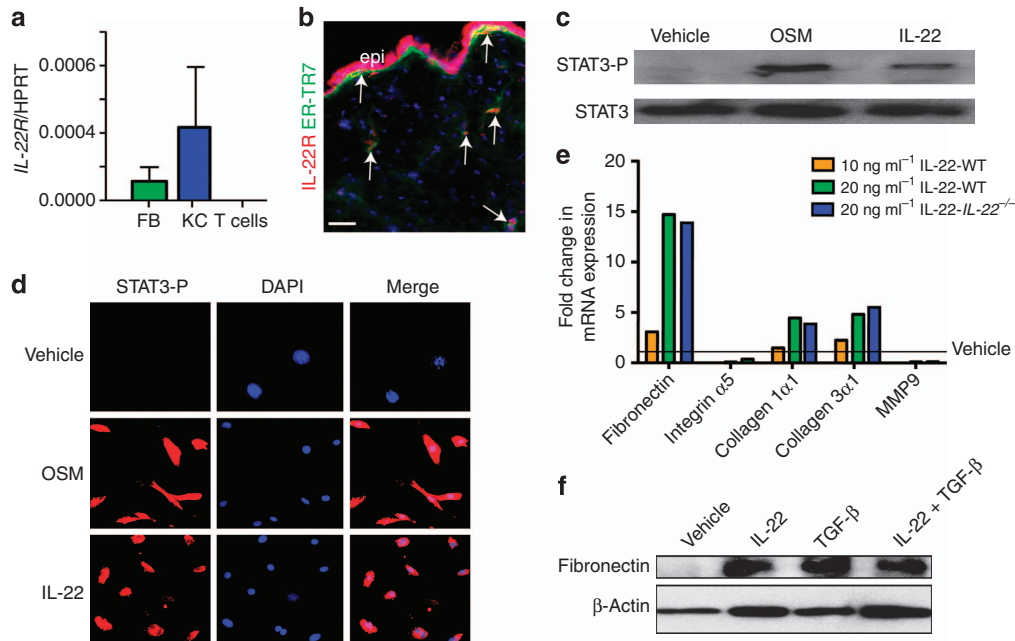 a
IL-22R/HPRT
0.0006
0.0004
0.0002
0.0000
FB KC T cells
b
IL-22R ER-TR7
epi
c
Vehicle OSM IL-22
STAT3-P
STAT3
d
STAT3-P DAPI Merge
Vehicle
OSM
IL-22
e
Fold change in
mRNA expression
20
15
10
5
0
10 ng ml⁻¹ IL-22-WT
20 ng ml⁻¹ IL-22-WT
20 ng ml⁻¹ IL-22-IL-22⁻/⁻
Vehicle
Fibronectin
Integrin α5
Collagen 1α1
Collagen 3α1
MMP9
f
Vehicle
IL-22
TGF-β
IL-22 + TGF-β
Fibronectin
β-Actin